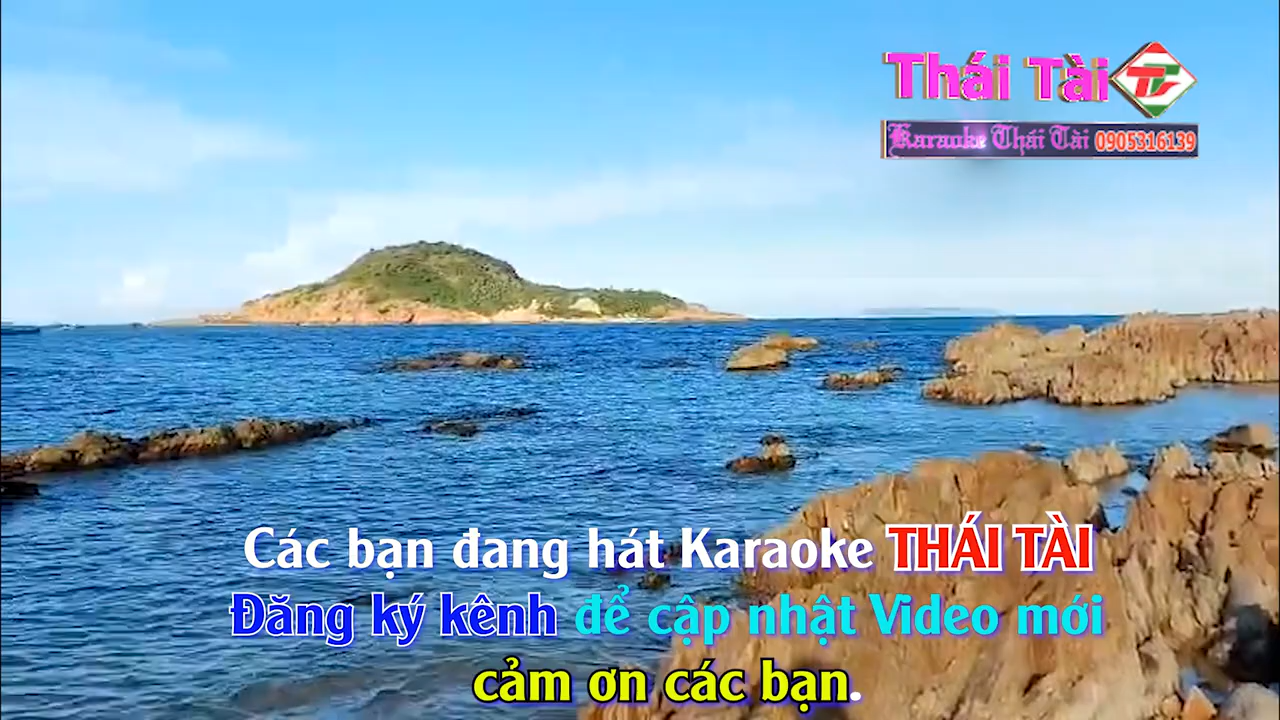 Thái Tài
Karaoke Thái Tài 0905316139
Các bạn đang hát Karaoke THÁI TÀI
Đăng ký kênh để cập nhật Video mới
cảm ơn các bạn.